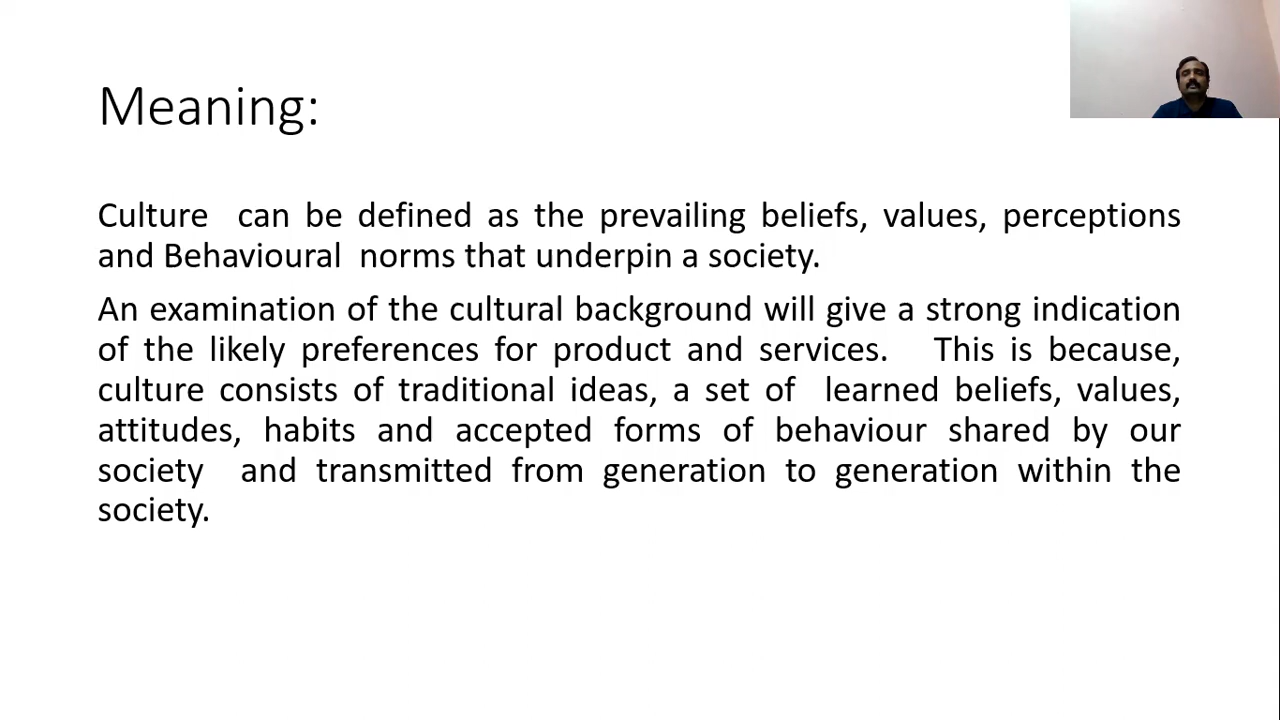 Meaning:
Culture can be defined as the prevailing beliefs, values, perceptions
and Behavioural norms that underpin a society.
An examination of the cultural background will give a strong indication
of the likely preferences for product and services. This is because,
culture consists of traditional ideas, a set of learned beliefs, values,
attitudes, habits and accepted forms of behaviour shared by our
society and transmitted from generation to generation within the
society.